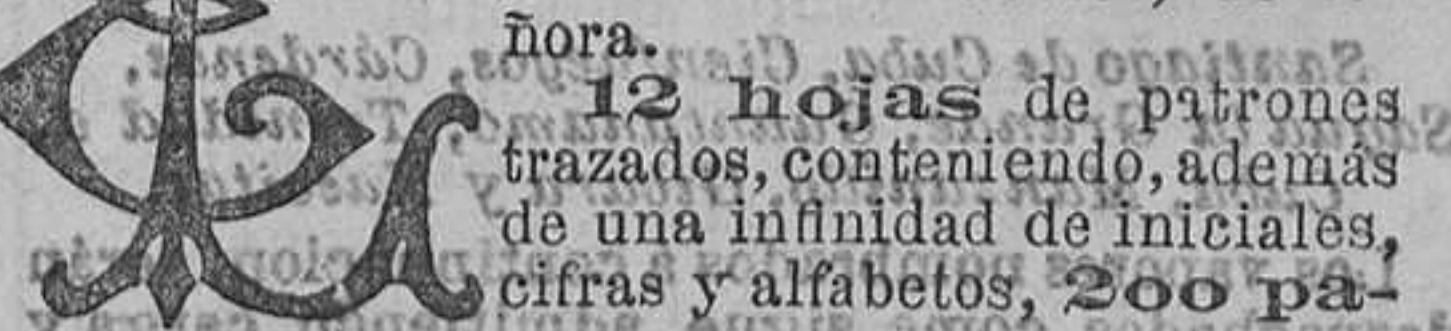 ñora.
12 hojas de patrones
trazados, conteniendo, además
de una infinidad de iniciales,
cifras y alfabetos, 200 pa-